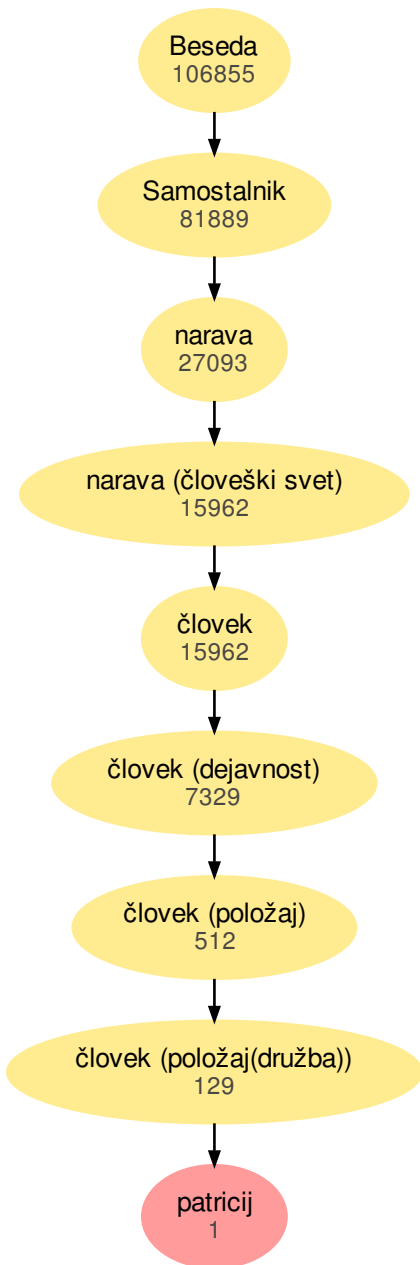 Beseda
106855
Samostalnik
81889
narava
27093
narava (človeški svet)
15962
človek
15962
človek (dejavnost)
7329
človek (položaj)
512
človek (položaj(družba))
129
patricij
1